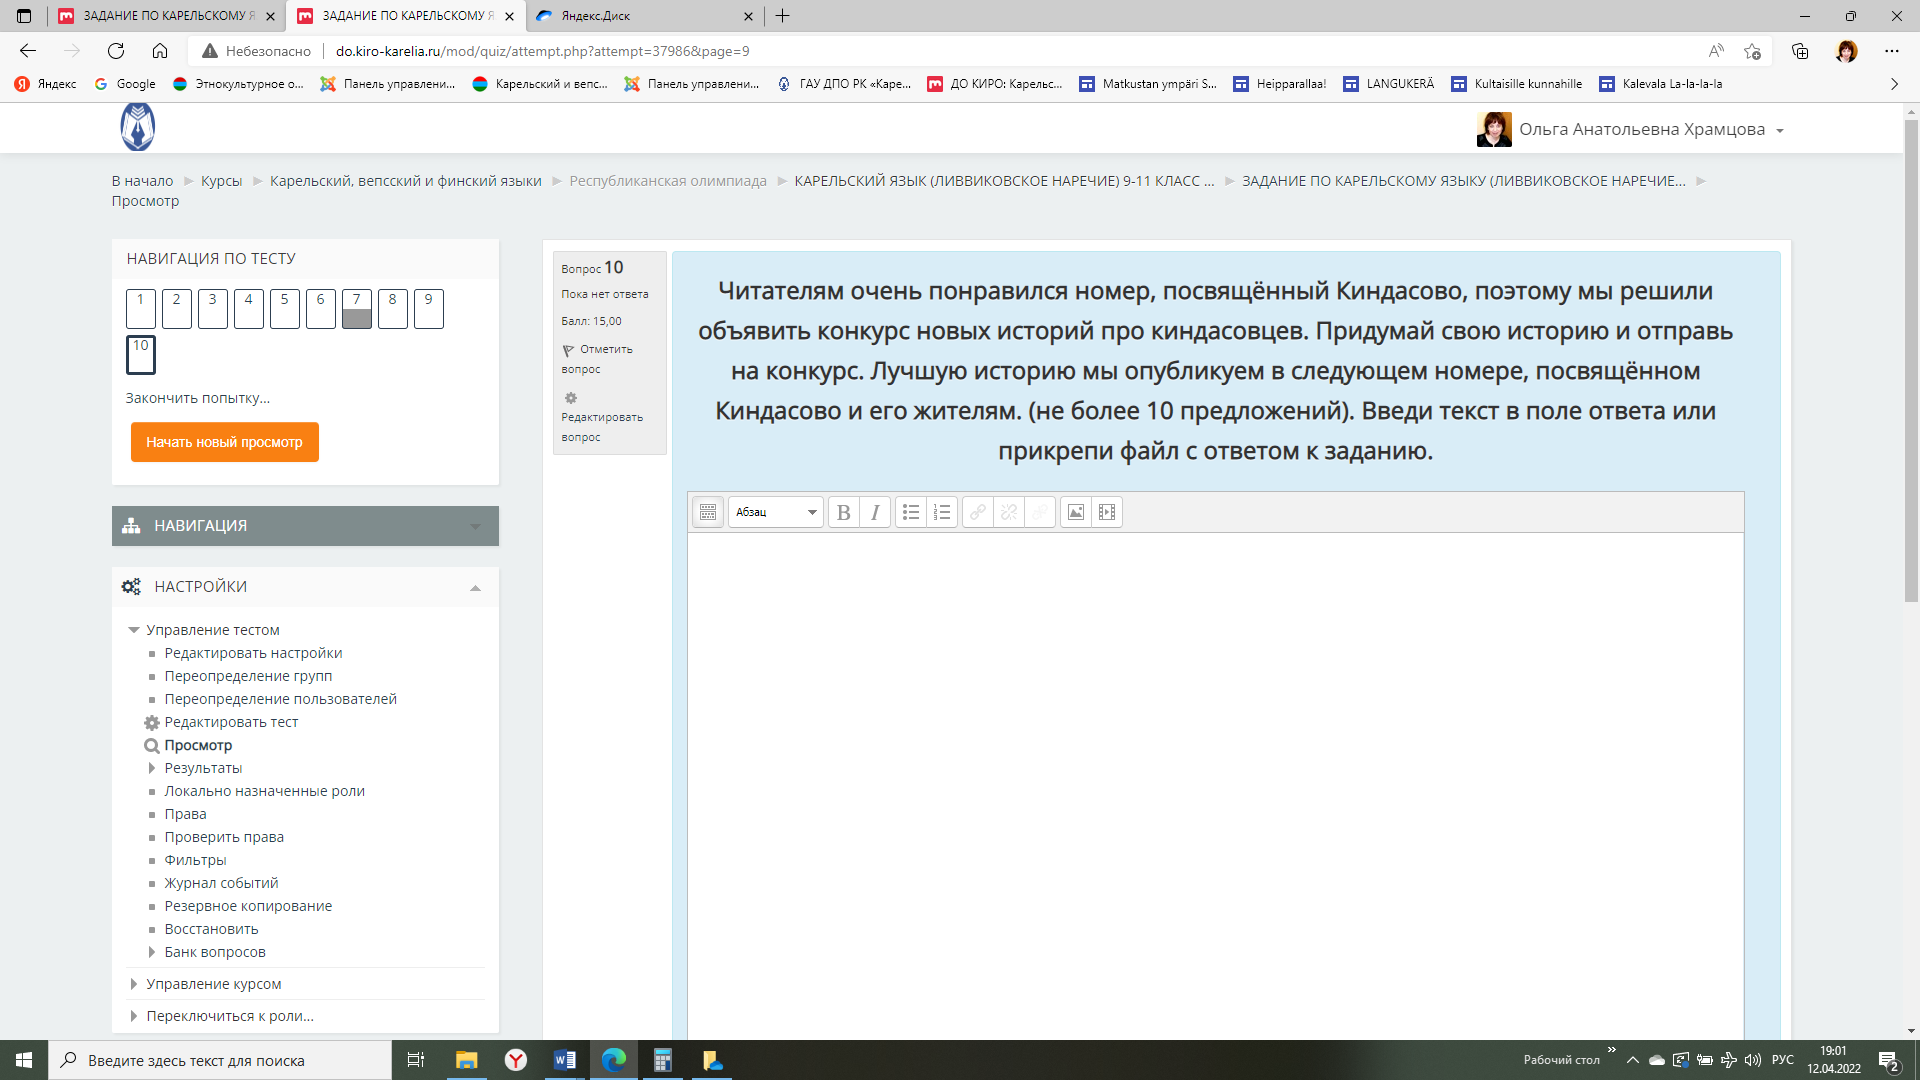 ЗАДАНИЕ ПО КАРЕЛЬСКОМУ Я
ЗАДАНИЕ ПО КАРЕЛЬСКОМУ Я
Яндекс.Диск
Небезопасно
do.kiro-karelia.ru/mod/quiz/attempt.php?attempt=37986&page=9
Яндекс
Google
Этнокультурное о...
Панель управлени...
Карельский и вепс...
Панель управлени...
ГАУ ДПО РК «Каре...
ДО КИРО: Карельс...
Matkustan ympäri S...
Heipparallaa!
LANGUKERÄ
Kultaisille kunnahille
Kalevala La-la-la-la
Ольга Анатольевна Храмцова
В начало
Курсы
Карельский, вепсский и финский языки
Республиканская олимпиада
КАРЕЛЬСКИЙ ЯЗЫК (ЛИВВИКОВСКОЕ НАРЕЧИЕ) 9-11 КЛАСС ...
ЗАДАНИЕ ПО КАРЕЛЬСКОМУ ЯЗЫКУ (ЛИВВИКОВСКОЕ НАРЕЧИЕ...
Просмотр
НАВИГАЦИЯ ПО ТЕСТУ
1 2 3 4 5 6 7 8 9
10
Закончить попытку...
Начать новый просмотр
НАВИГАЦИЯ
НАСТРОЙКИ
Управление тестом
Редактировать настройки
Переопределение групп
Переопределение пользователей
Редактировать тест
Просмотр
Результаты
Локально назначенные роли
Права
Проверить права
Фильтры
Журнал событий
Резервное копирование
Восстановить
Банк вопросов
Управление курсом
Переключиться к роли...
Вопрос 10
Пока нет ответа
Балл: 15,00
Отметить
вопрос
Редактировать
вопрос
Читателям очень понравился номер, посвящённый Киндасово, поэтому мы решили
объявить конкурс новых историй про киндасовцев. Придумай свою историю и отправь
на конкурс. Лучшую историю мы опубликуем в следующем номере, посвящённом
Киндасово и его жителям. (не более 10 предложений). Введи текст в поле ответа или
прикрепи файл с ответом к заданию.
Абзац
B I
Введите здесь текст для поиска
Рабочий стол
РУС
19:01
12.04.2022
2